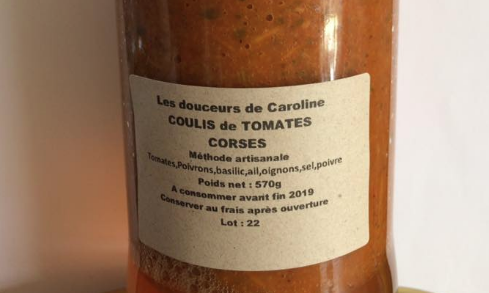 Les douceurs de Caroline
COULIS de TOMATES
CORSES
Méthode artisanale
Tomates,Poivrons,basilic,ail,oignons,sel,poivre
Poids net : 570g
A consommer avant fin 2019
Conserver au frais après ouverture
Lot : 22